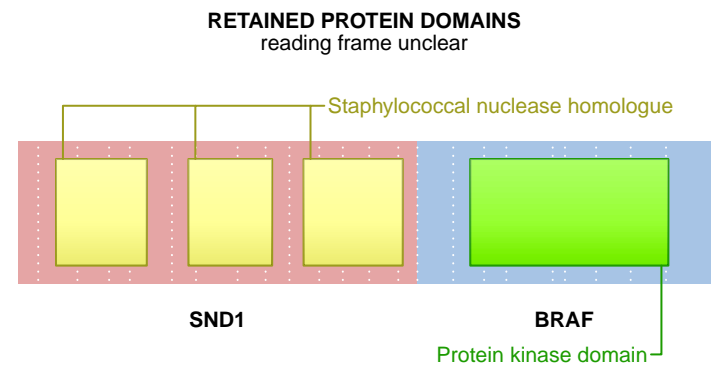 RETAINED PROTEIN DOMAINS
reading frame unclear
Staphylococcal nuclease homologue
SND1
BRAF
Protein kinase domain